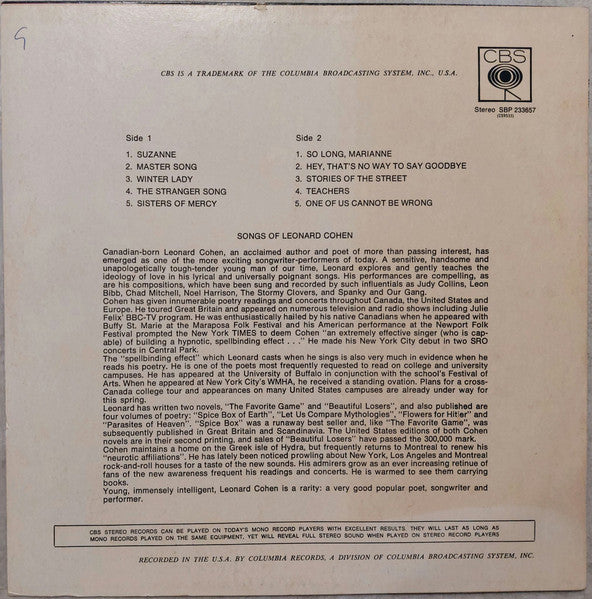 G
CBS IS A TRADEMARK OF THE COLUMBIA BROADCASTING SYSTEM, INC., U.S.A.
CBS
Stereo SBP 233657
Side 1
1. SUZANNE
2. MASTER SONG
3. WINTER LADY
4. THE STRANGER SONG
5. SISTERS OF MERCY
Side 2
1. SO LONG, MARIANNE
2. HEY, THAT'S NO WAY TO SAY GOODBYE
3. STORIES OF THE STREET
4. TEACHERS
5. ONE OF US CANNOT BE WRONG
SONGS OF LEONARD COHEN
Canadian-born Leonard Cohen, an acclaimed author and poet of more than passing interest, has
emerged as one of the more exciting songwriter-performers of today. A sensitive, handsome and
unapologetically tough-tender young man of our time, Leonard explores and gently teaches the
ideology of love in his lyrical and universally poignant songs. His performances are compelling, as
are his compositions, which have been sung and recorded by such influentials as Judy Collins, Leon
Bibb, Chad Mitchell, Noel Harrison, The Stormy Clovers, and Spanky and Our Gang.
Cohen has given innumerable poetry readings and concerts throughout Canada, the United States and
Europe. He toured Great Britain and appeared on numerous television and radio shows including Julie
Felix' BBC-TV program. He was enthusiastically hailed by his native Canadians when he appeared with
Buffy St. Marie at the Maraposa Folk Festival and his American performance at the Newport Folk
Festival prompted the New York TIMES to deem Cohen "an extremely effective singer (who is cap-
able) of building a hypnotic, spellbinding effect . . ." He made his New York City debut in two SRO
concerts in Central Park.
The "spellbinding effect" which Leonard casts when he sings is also very much in evidence when he
reads his poetry. He is one of the poets most frequently requested to read on college and university
campuses. He has appeared at the University of Buffalo in conjunction with the school's Festival of
Arts. When he appeared at New York City's WMHA, he received a standing ovation. Plans for a cross-
Canada college tour and appearances on many United States campuses are already under way for
this spring.
Leonard has written two novels, "The Favorite Game" and "Beautiful Losers", and also published are
four volumes of poetry; "Spice Box of Earth", "Let Us Compare Mythologies", "Flowers for Hitler" and
"Parasites of Heaven". "Spice Box" was a runaway best seller and, like "The Favorite Game", was
subsequently published in Great Britain and Scandinavia. The United States editions of both Cohen
novels are in their second printing, and sales of "Beautiful Losers" have passed the 300,000 mark.
Cohen maintains a home on the Greek isle of Hydra, but frequently returns to Montreal to renew his
"neurotic affiliations". He has lately been noticed prowling about New York, Los Angeles and Montreal
rock-and-roll houses for a taste of the new sounds. His admirers grow as an ever increasing retinue of
fans of the new awareness frequent his readings and concerts. He is warmed to see them carrying
books.
Young, immensely intelligent, Leonard Cohen is a rarity: a very good popular poet, songwriter and
performer.
CBS STEREO RECORDS CAN BE PLAYED ON TODAY'S MONO RECORD PLAYERS WITH EXCELLENT RESULTS. THEY WILL LAST AS LONG AS
MONO RECORDS PLAYED ON THE SAME EQUIPMENT, YET WILL REVEAL FULL STEREO SOUND WHEN PLAYED ON STEREO RECORD PLAYERS
RECORDED IN THE U.S.A. BY COLUMBIA RECORDS, A DIVISION OF COLUMBIA BROADCASTING SYSTEM, INC.